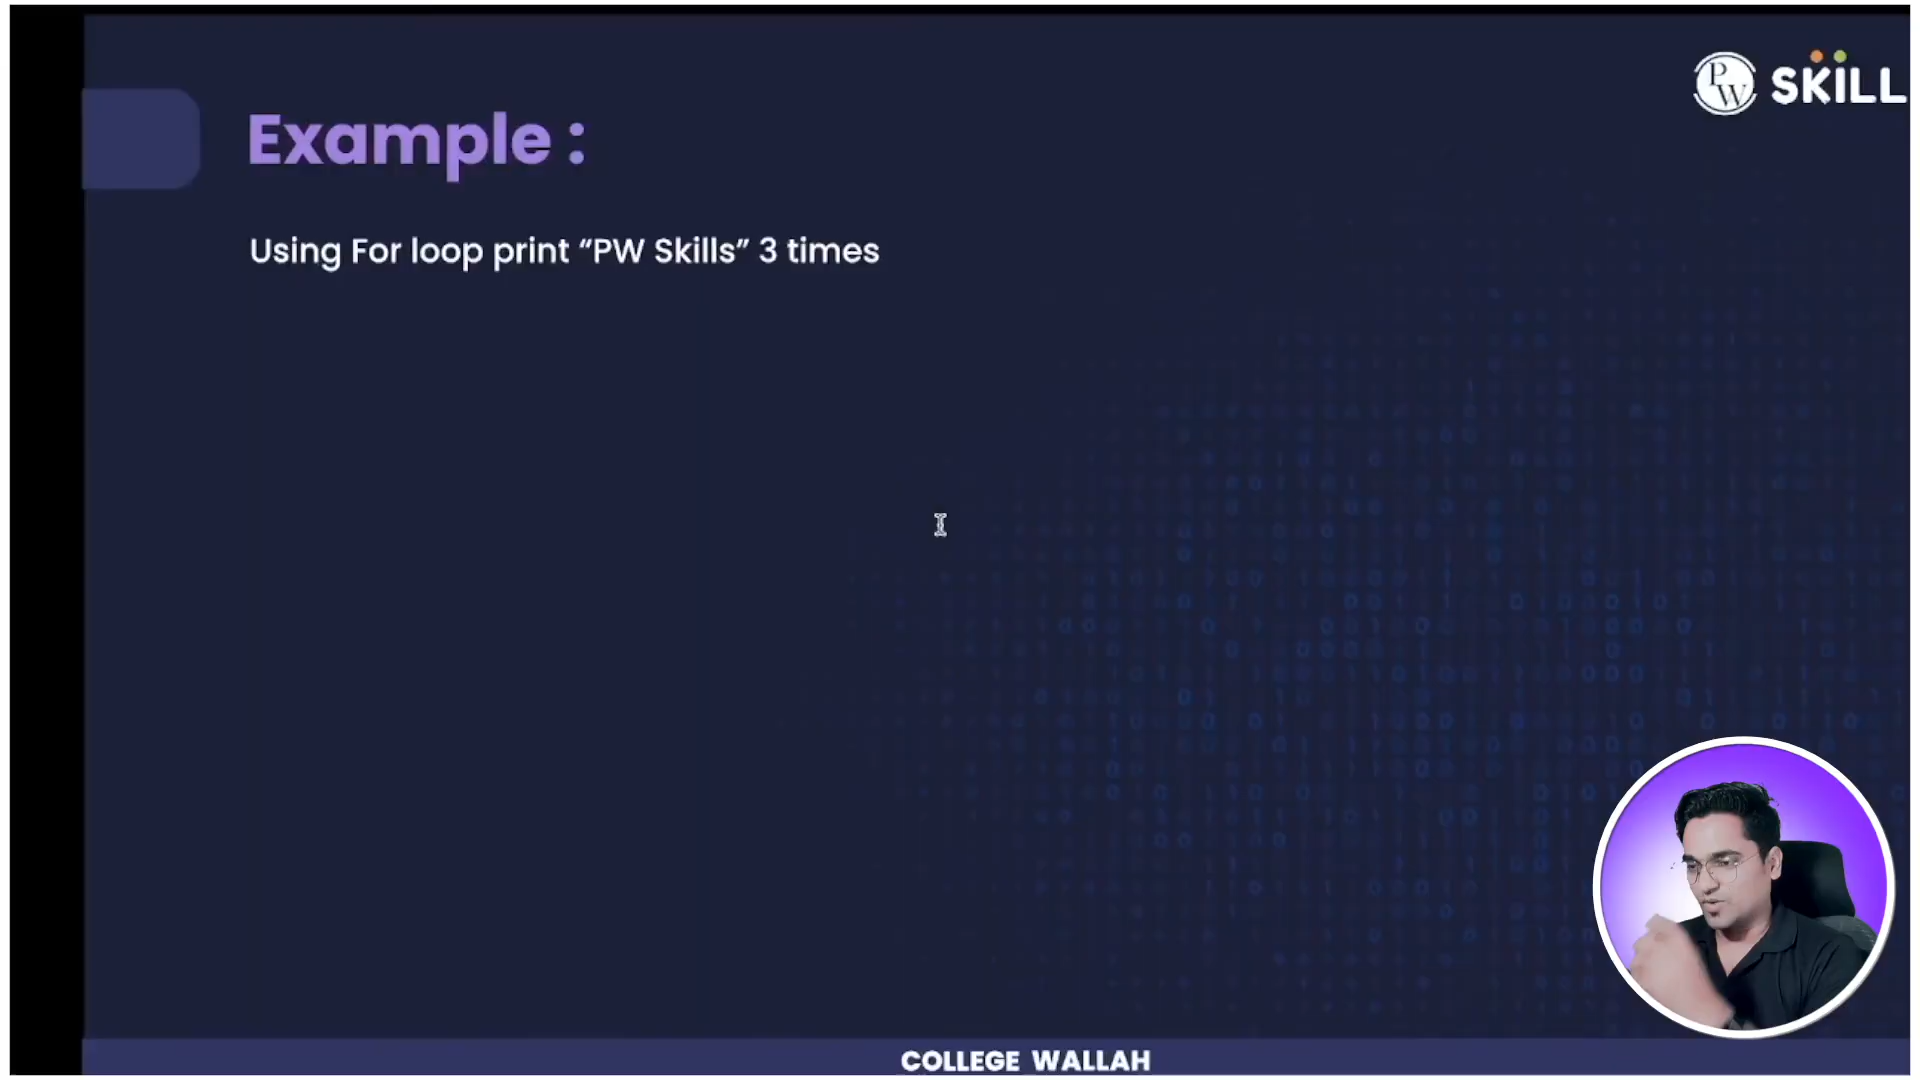 PW SKILL
Example :
Using For loop print “PW Skills” 3 times
COLLEGE WALLAH